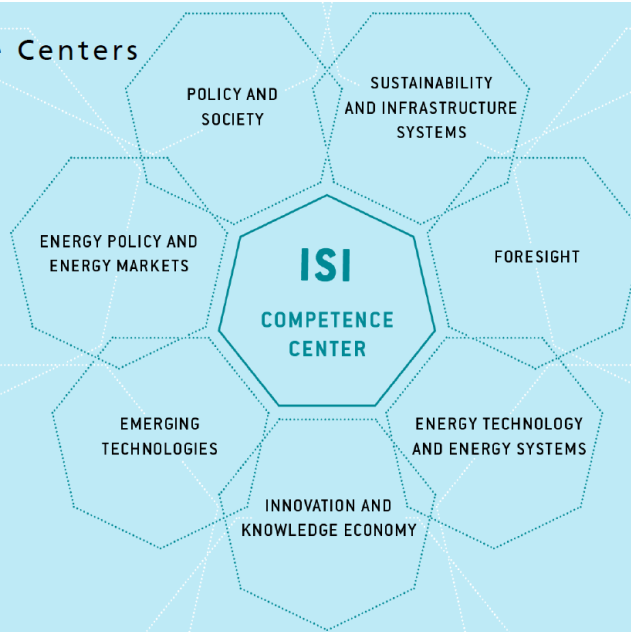 Centers
POLICY AND
SOCIETY
SUSTAINABILITY
AND INFRASTRUCTURE
SYSTEMS
ENERGY POLICY AND
ENERGY MARKETS
ISI
COMPETENCE
CENTER
FORESIGHT
EMERGING
TECHNOLOGIES
ENERGY TECHNOLOGY
AND ENERGY SYSTEMS
INNOVATION AND
KNOWLEDGE ECONOMY